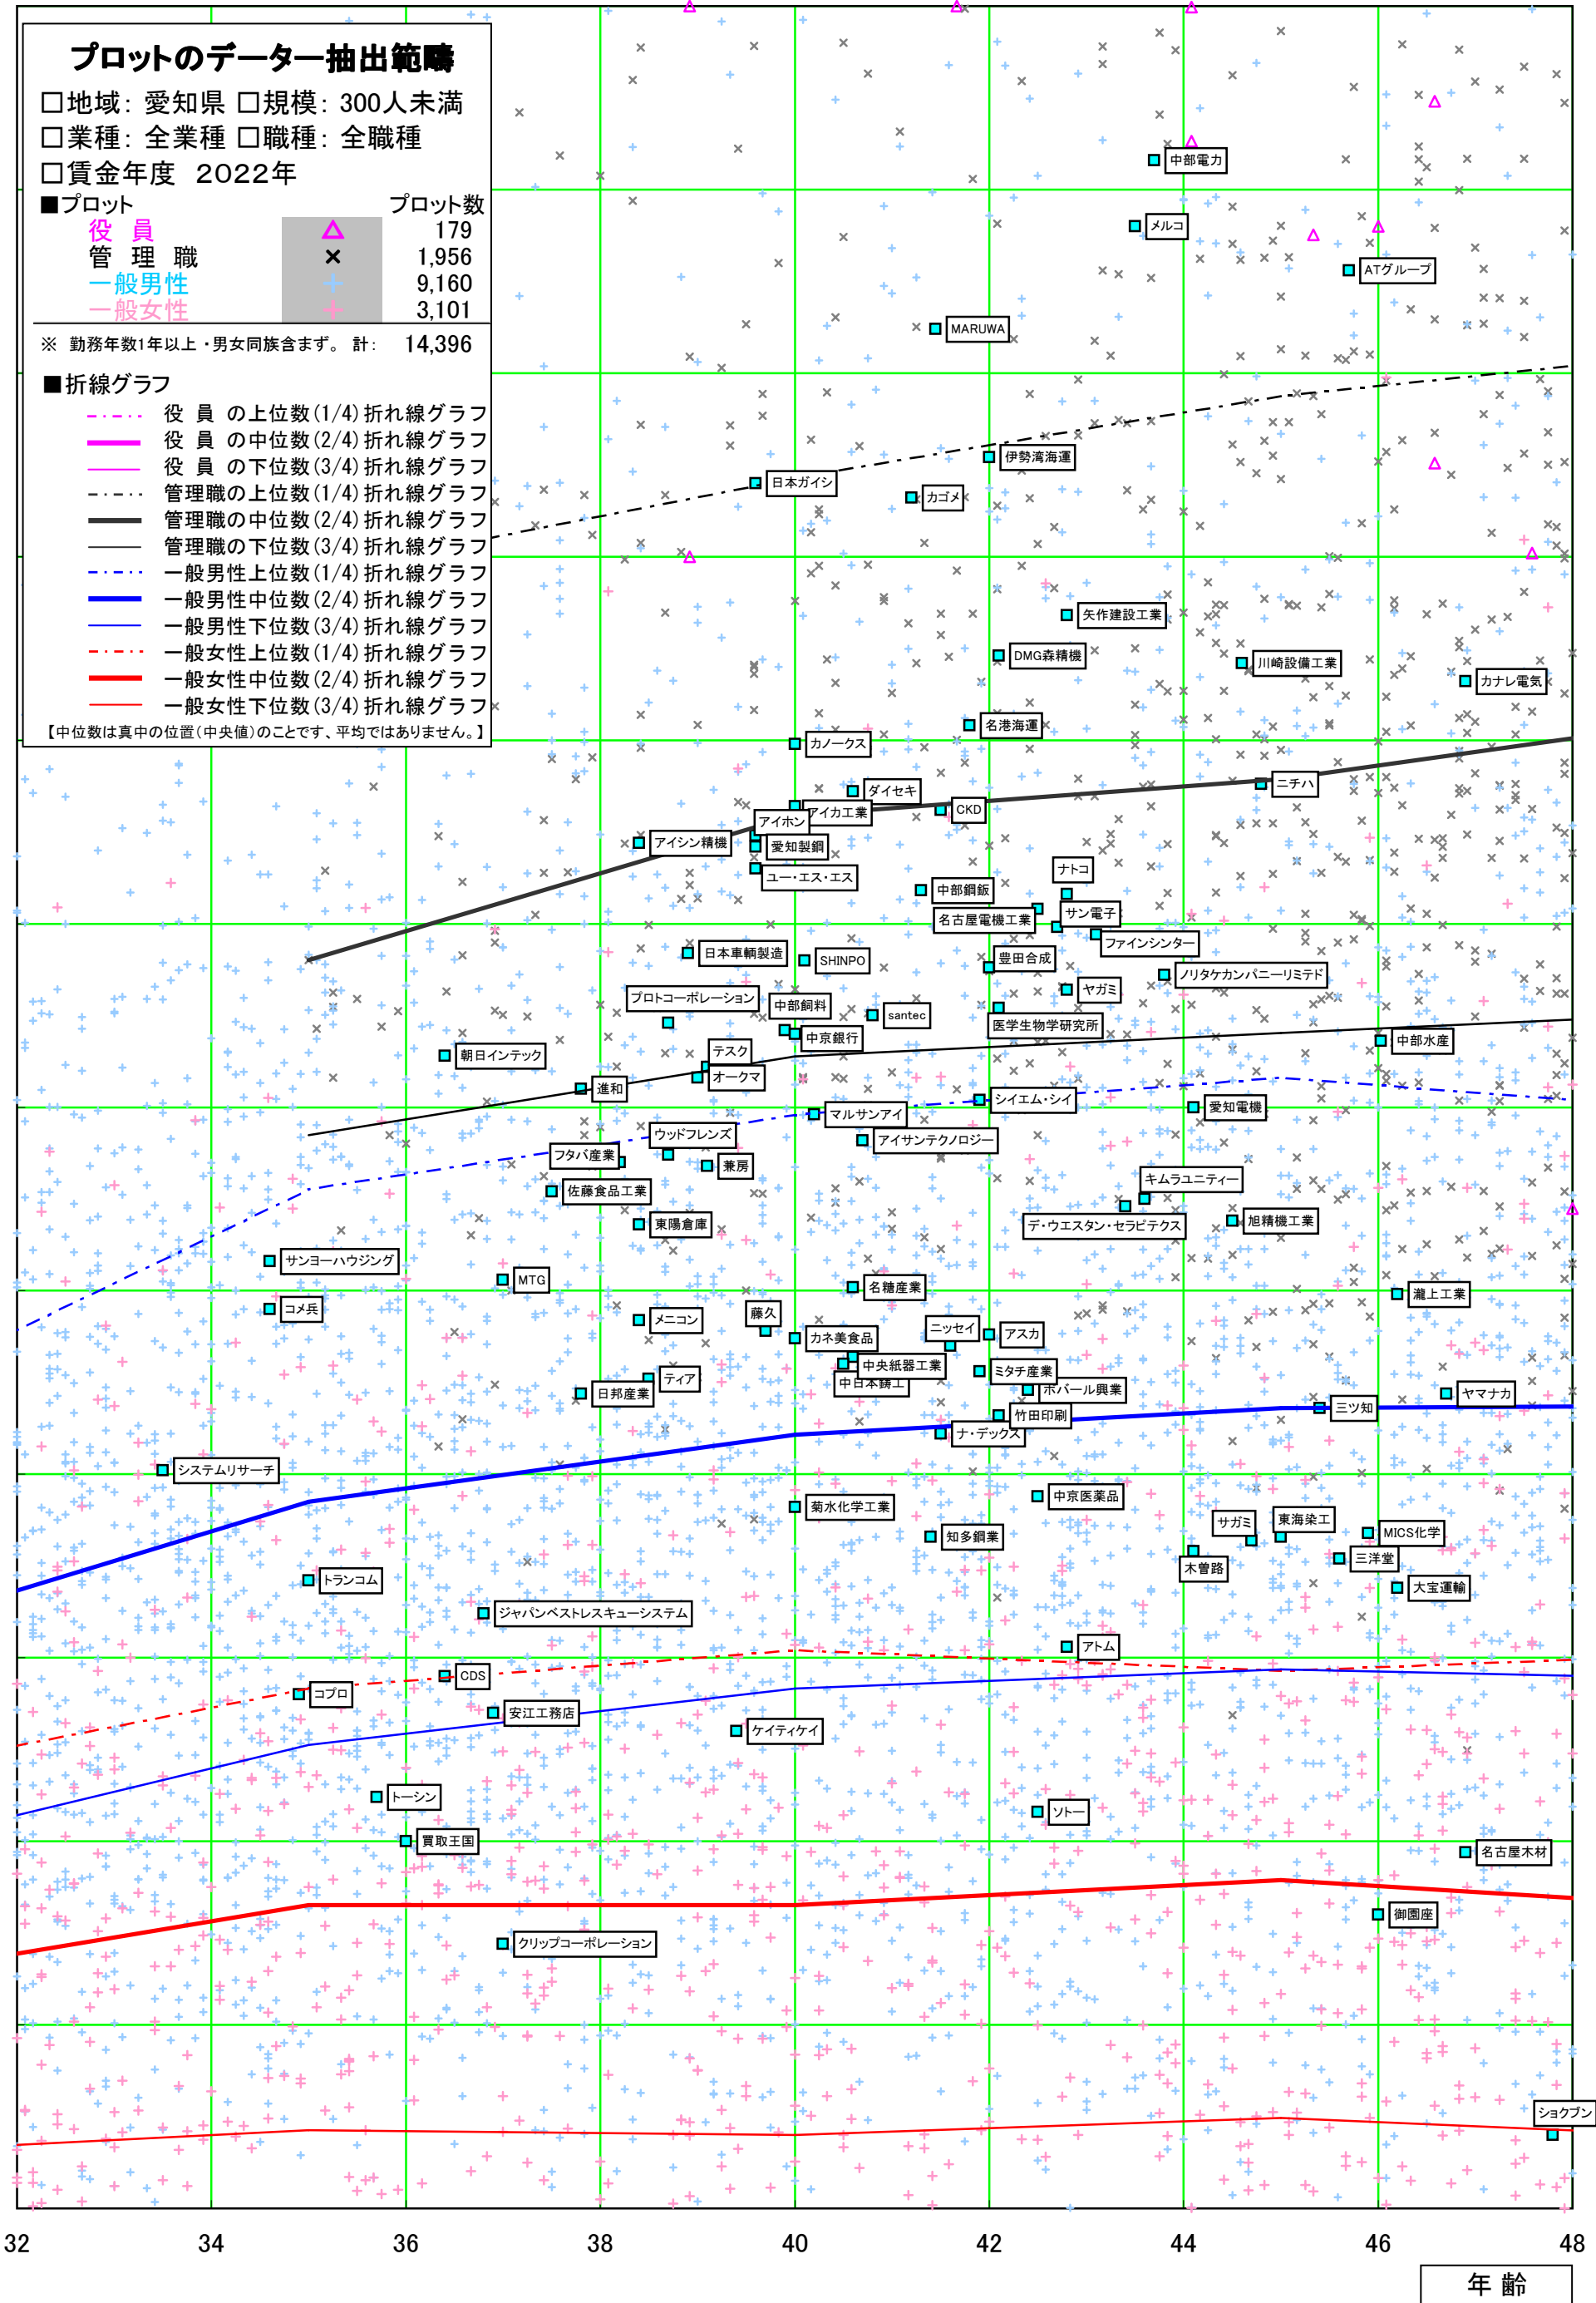 プロットのデーター抽出範疇
□地域: 愛知県 □規模: 300人未満
□業種: 全業種 □職種: 全職種
□賃金年度 2022年
■プロット プロット数
役 員 △ 179
管 理 職 × 1,956
一般男性 + 9,160
一般女性 + 3,101
※ 勤務年数1年以上・男女同族含まず。 計: 14,396
■折線グラフ
役 員 の上位数(1/4)折れ線グラフ
役 員 の中位数(2/4)折れ線グラフ
役 員 の下位数(3/4)折れ線グラフ
管理職の上位数(1/4)折れ線グラフ
管理職の中位数(2/4)折れ線グラフ
管理職の下位数(3/4)折れ線グラフ
一般男性上位数(1/4)折れ線グラフ
一般男性中位数(2/4)折れ線グラフ
一般男性下位数(3/4)折れ線グラフ
一般女性上位数(1/4)折れ線グラフ
一般女性中位数(2/4)折れ線グラフ
一般女性下位数(3/4)折れ線グラフ
【中位数は真中の位置(中央値)のことです、平均ではありません。】
中部電力
メルコ
ATグループ
MARUWA
伊勢湾海運
日本ガイシ
カゴメ
矢作建設工業
DMG森精機
川崎設備工業
カナレ電気
名港海運
カノークス
ニチハ
ダイセキ
アイカ工業
CKD
アイホン
アイシン精機
愛知製鋼
ユー・エス・エス
ナトコ
中部鋼鈑
サン電子
名古屋電機工業
ファインシンター
日本車輌製造
SHINPO
豊田合成
ノリタケカンパニーリミテド
ヤガミ
プロトコーポレーション
中部飼料
santec
医学生物学研究所
中京銀行
中部水産
テスク
朝日インテック
オークマ
進和
シイエム・シイ
愛知電機
マルサンアイ
ウッドフレンズ
アイサンテクノロジー
フタバ産業
兼房
キムラユニティー
佐藤食品工業
東陽倉庫
デ・ウエスタン・セラピテクス
旭精機工業
サンヨーハウジング
MTG
名糖産業
瀧上工業
コメ兵
藤久
メニコン
ニッセイ
アスカ
カネ美食品
中央紙器工業
ミタチ産業
ティア
中日本鋳工
ホバール興業
日邦産業
ヤマナカ
三ツ知
竹田印刷
ナ・デックス
システムリサーチ
中京医薬品
菊水化学工業
サガミ
東海染工
MICS化学
知多鋼業
三洋堂
木曽路
トランコム
大宝運輸
ジャパンベストレスキューシステム
アトム
CDS
コプロ
安江工務店
ケイティケイ
トーシン
ソトー
買取王国
名古屋木材
御園座
クリップコーポレーション
ショクブン
32 34 36 38 40 42 44 46 48
年 齢